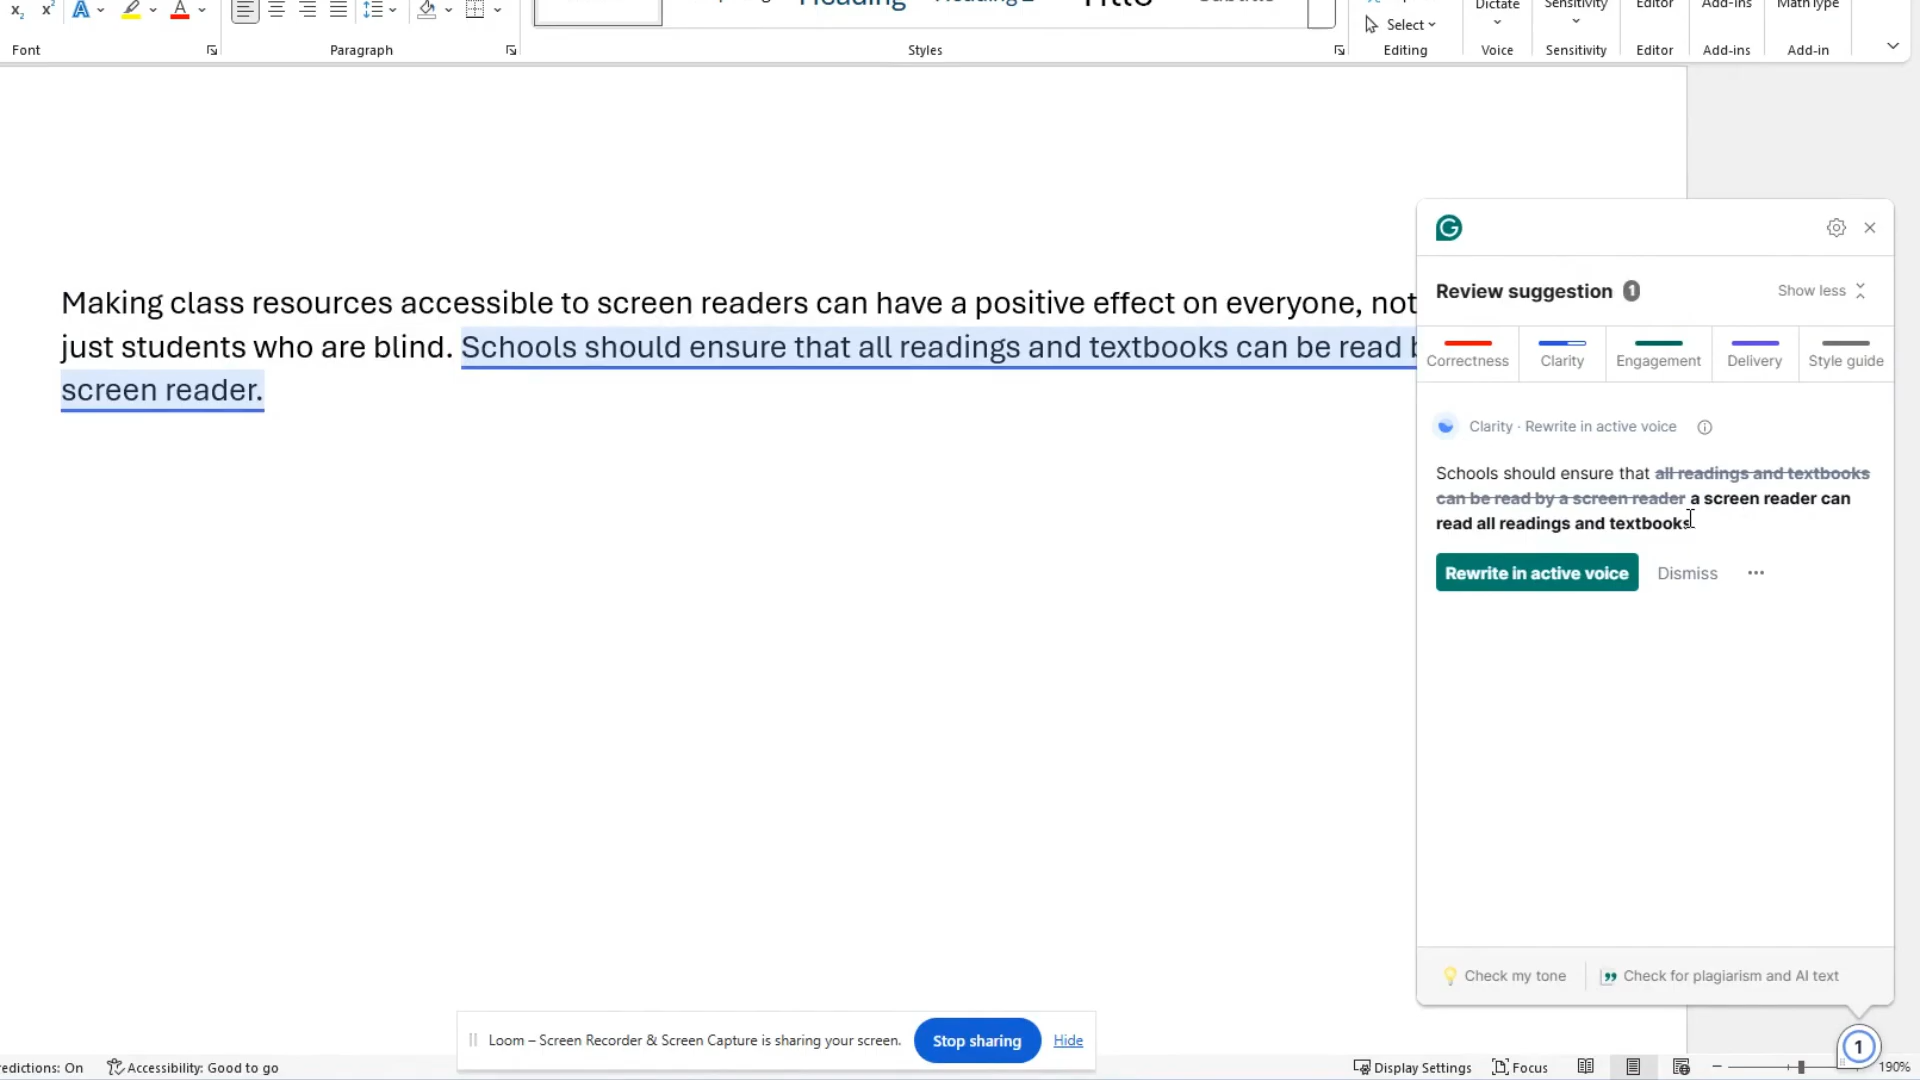 Heading
Heading 2
Title
Subtitle
Select
Dictate
Sensitivity
Editor
Add-ins
MathType
Font
Paragraph
Styles
Editing
Voice
Sensitivity
Editor
Add-ins
Add-in
Making class resources accessible to screen readers can have a positive effect on everyone, not
just students who are blind. Schools should ensure that all readings and textbooks can be read
screen reader.
Review suggestion 1
Show less
Correctness
Clarity
Engagement
Delivery
Style guide
Clarity · Rewrite in active voice
Schools should ensure that all readings and textbooks
can be read by a screen reader a screen reader can
read all readings and textbooks
Rewrite in active voice
Dismiss
Check my tone
Check for plagiarism and AI text
Loom – Screen Recorder & Screen Capture is sharing your screen.
Stop sharing
Hide
edictions: On
Accessibility: Good to go
Display Settings
Focus
1
190%